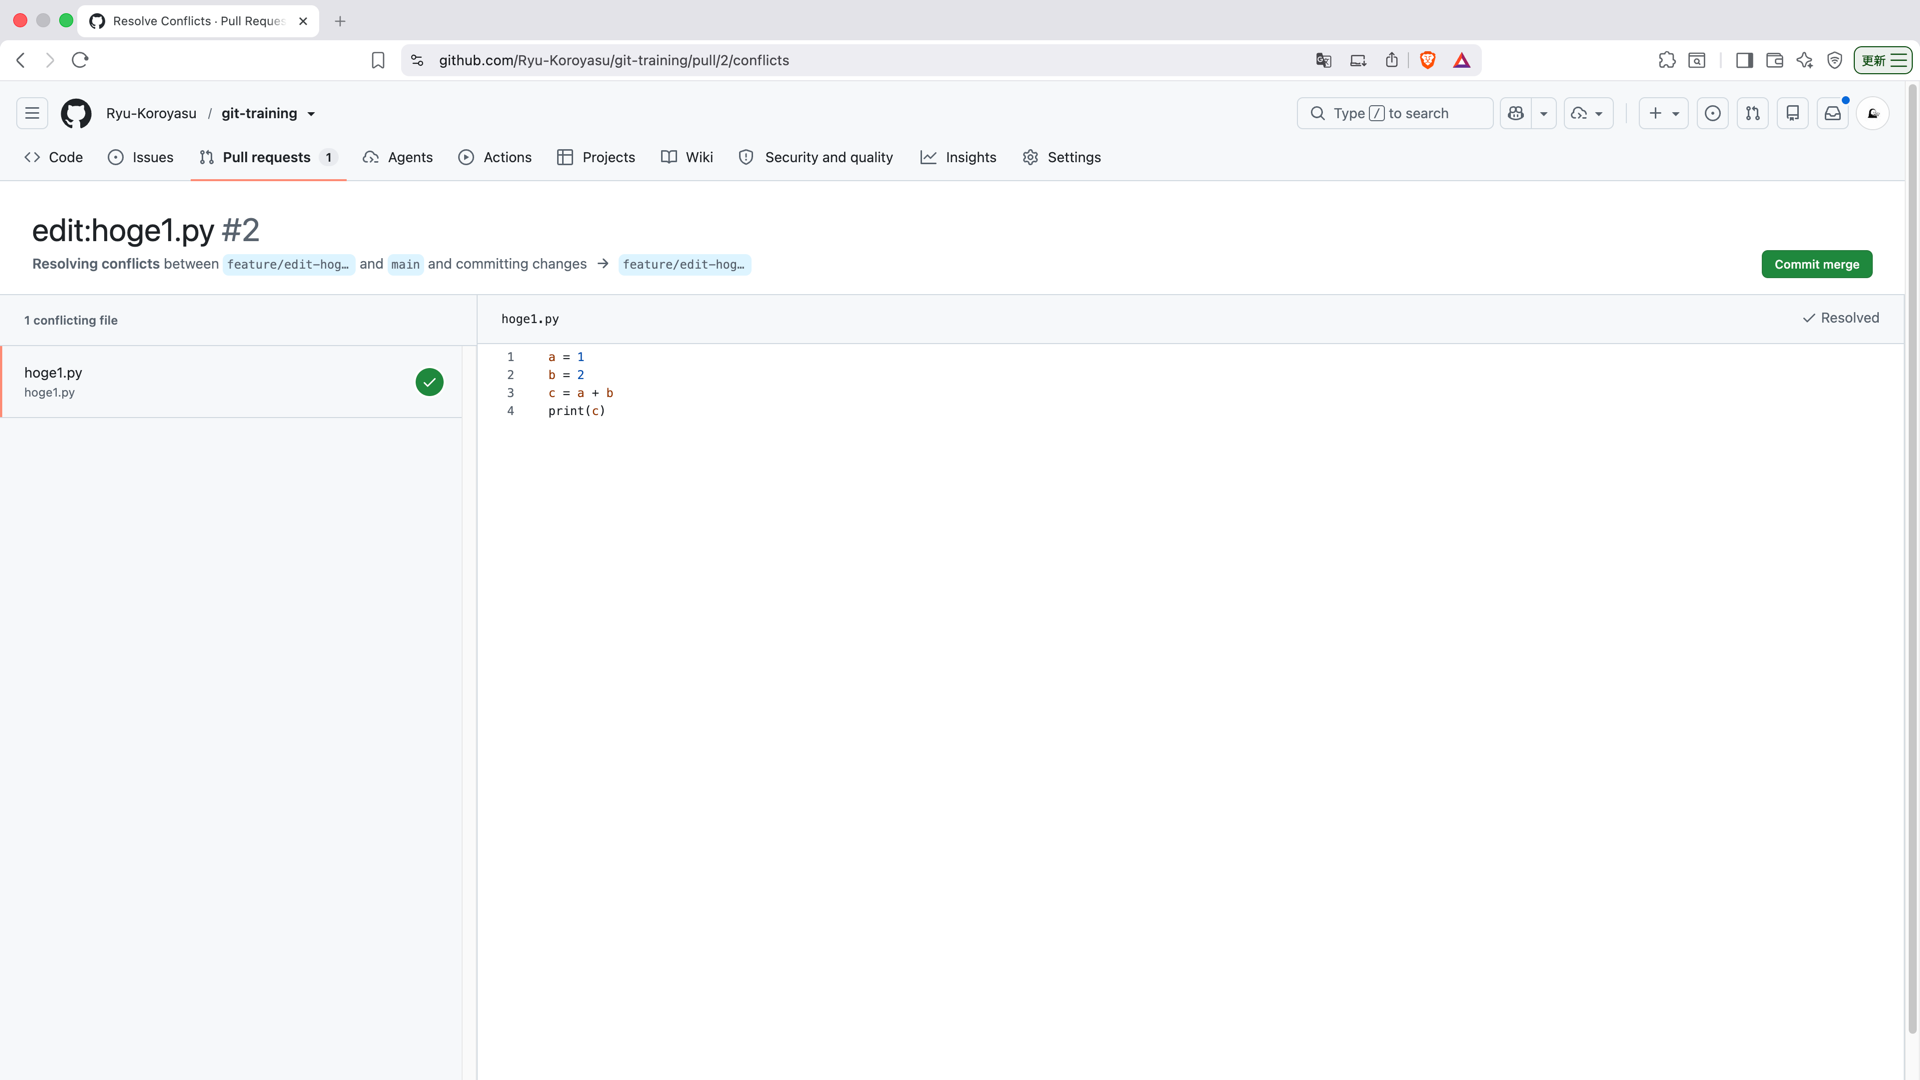 Resolve Conflicts · Pull Reques
github.com/Ryu-Koroyasu/git-training/pull/2/conflicts
更新
Ryu-Koroyasu / git-training
Type / to search
Code
Issues
Pull requests 1
Agents
Actions
Projects
Wiki
Security and quality
Insights
Settings
edit:hoge1.py #2
Resolving conflicts between feature/edit-hog… and main and committing changes → feature/edit-hog…
Commit merge
1 conflicting file
hoge1.py
hoge1.py
hoge1.py
Resolved
1 a = 1
2 b = 2
3 c = a + b
4 print(c)